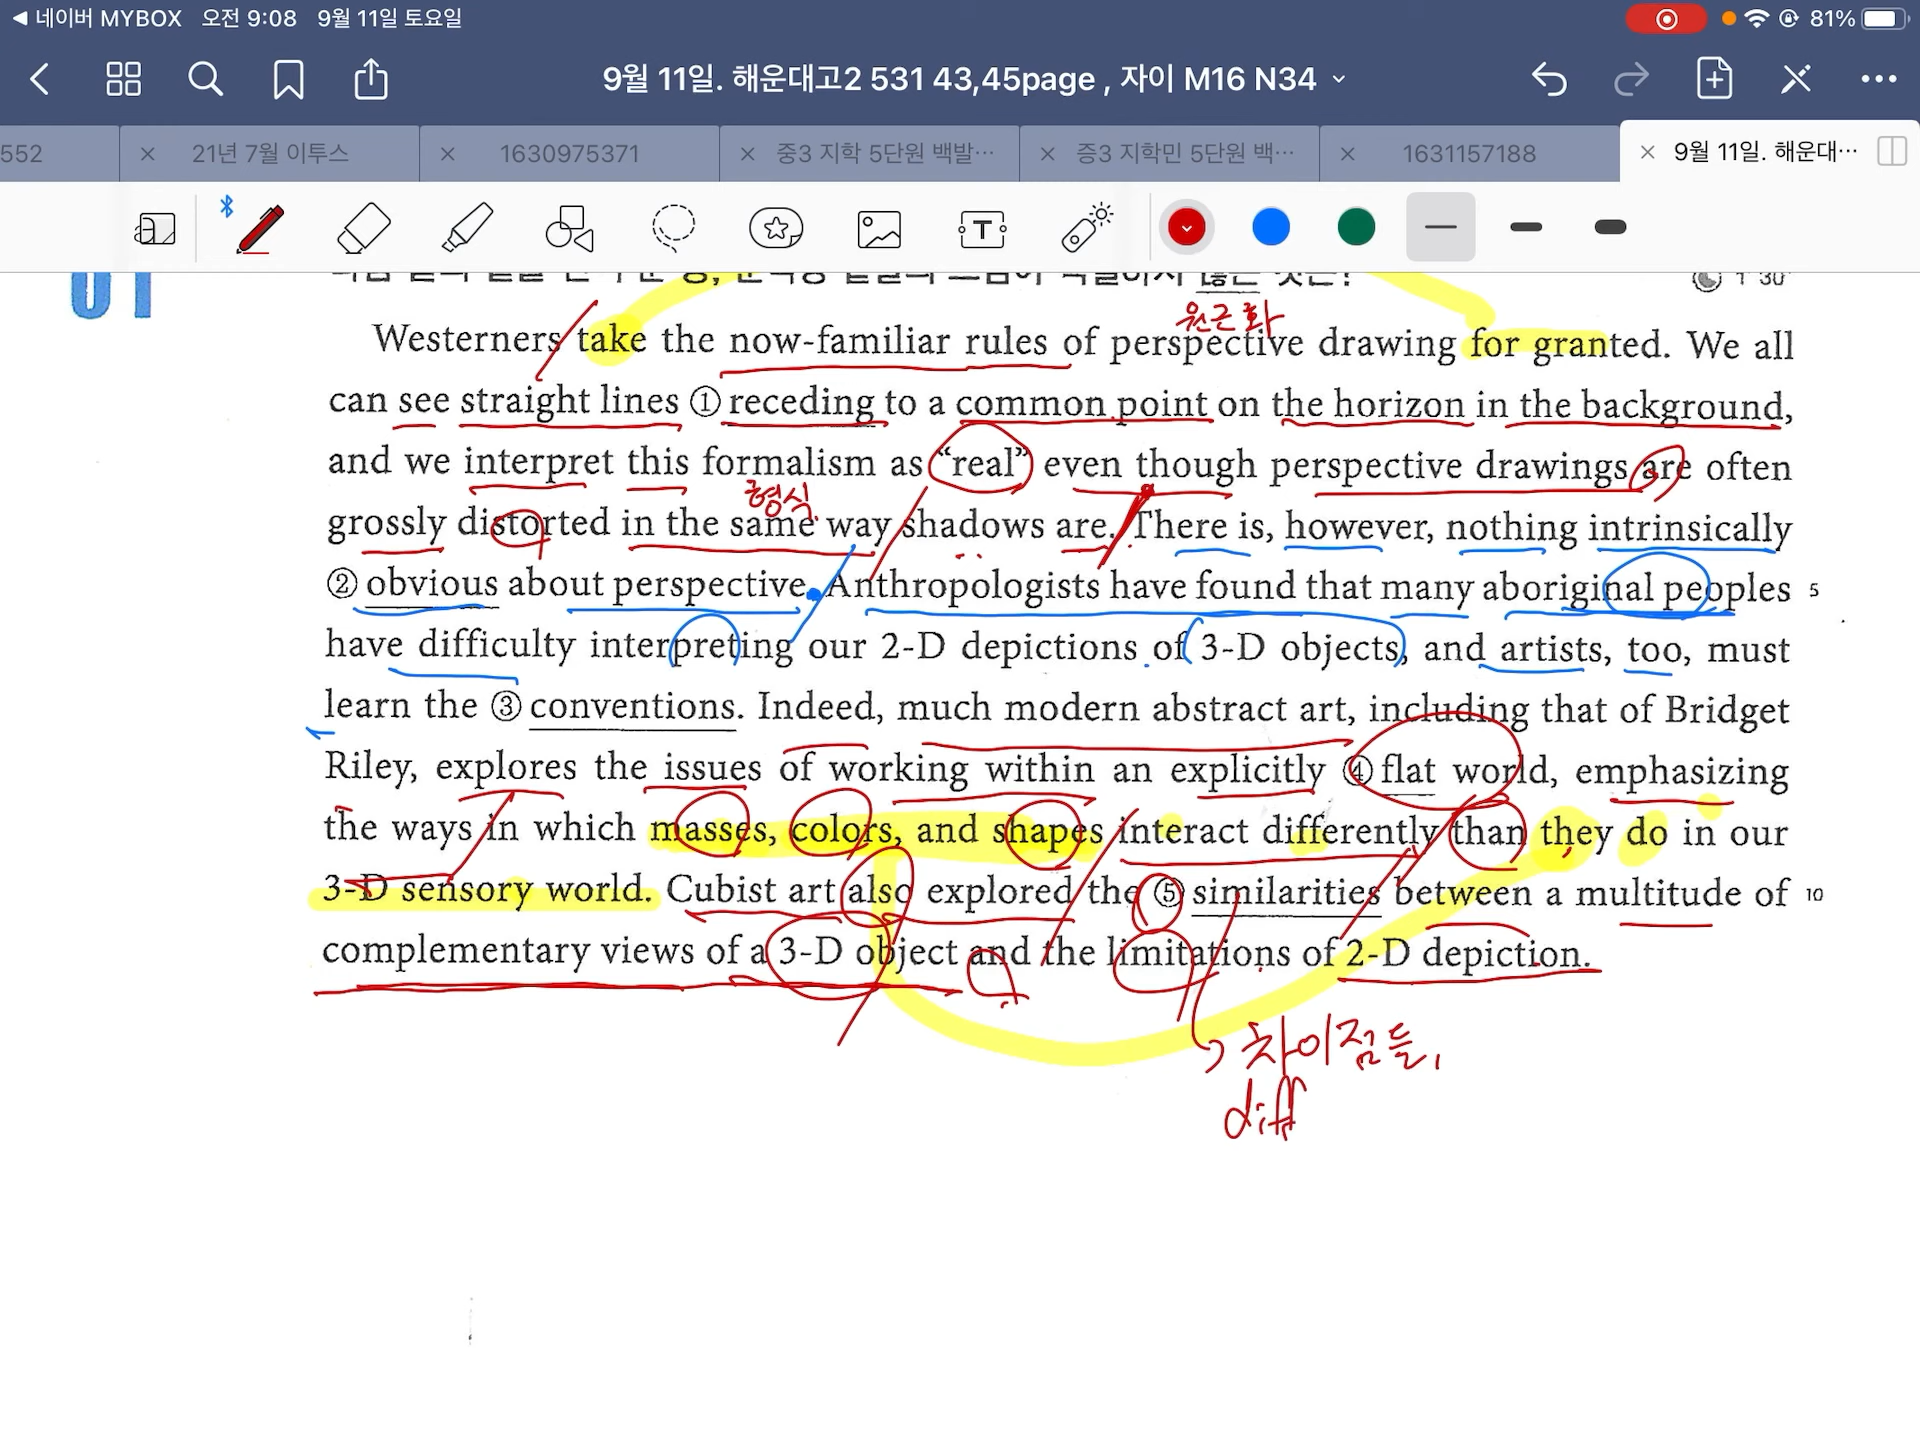 ◀ 네이버 MYBOX 오전 9:08 9월 11일 토요일 81%
9월 11일. 해운대고2 531 43,45page , 자이 M16 N34
552 × 21년 7월 이투스 × 1630975371 × 중3 지학 5단원 백발… × 증3 지학민 5단원 백… × 1631157188 × 9월 11일. 해운대…
01 않은 것은? 1' 30"
원근화
Westerners take the now-familiar rules of perspective drawing for granted. We all
can see straight lines ① receding to a common point on the horizon in the background,
and we interpret this formalism as “real” even though perspective drawings are often
형식.
grossly distorted in the same way shadows are. There is, however, nothing intrinsically
② obvious about perspective. Anthropologists have found that many aboriginal peoples 5
have difficulty interpreting our 2-D depictions of 3-D objects, and artists, too, must
learn the ③ conventions. Indeed, much modern abstract art, including that of Bridget
Riley, explores the issues of working within an explicitly ④ flat world, emphasizing
the ways in which masses, colors, and shapes interact differently than they do in our
3-D sensory world. Cubist art also explored the ⑤ similarities between a multitude of 10
complementary views of a 3-D object and the limitations of 2-D depiction.
차이점들,
diff